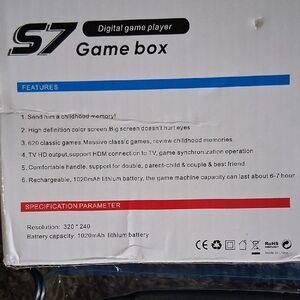 S7
Digital game player
Game box
FEATURES
1. Send him a childhood memory!
2. High definition color screen.Big screen doesn't hurt eyes
3. 620 classic games.Massive classic games, review childhood memories
4. TV HD output,support HDM connection to TV, game synchronization operation
5. Comfortable handle, support for double, parent-child & couple & best friend
6. Rechargeable, 1020mAh lithium battery, the game machine capacity can last about 6-7 hour
SPECIFICATION PARAMETER
Resolution: 320 * 240
Battery capacity: 1020mAh lithium battery
CE
RoHS